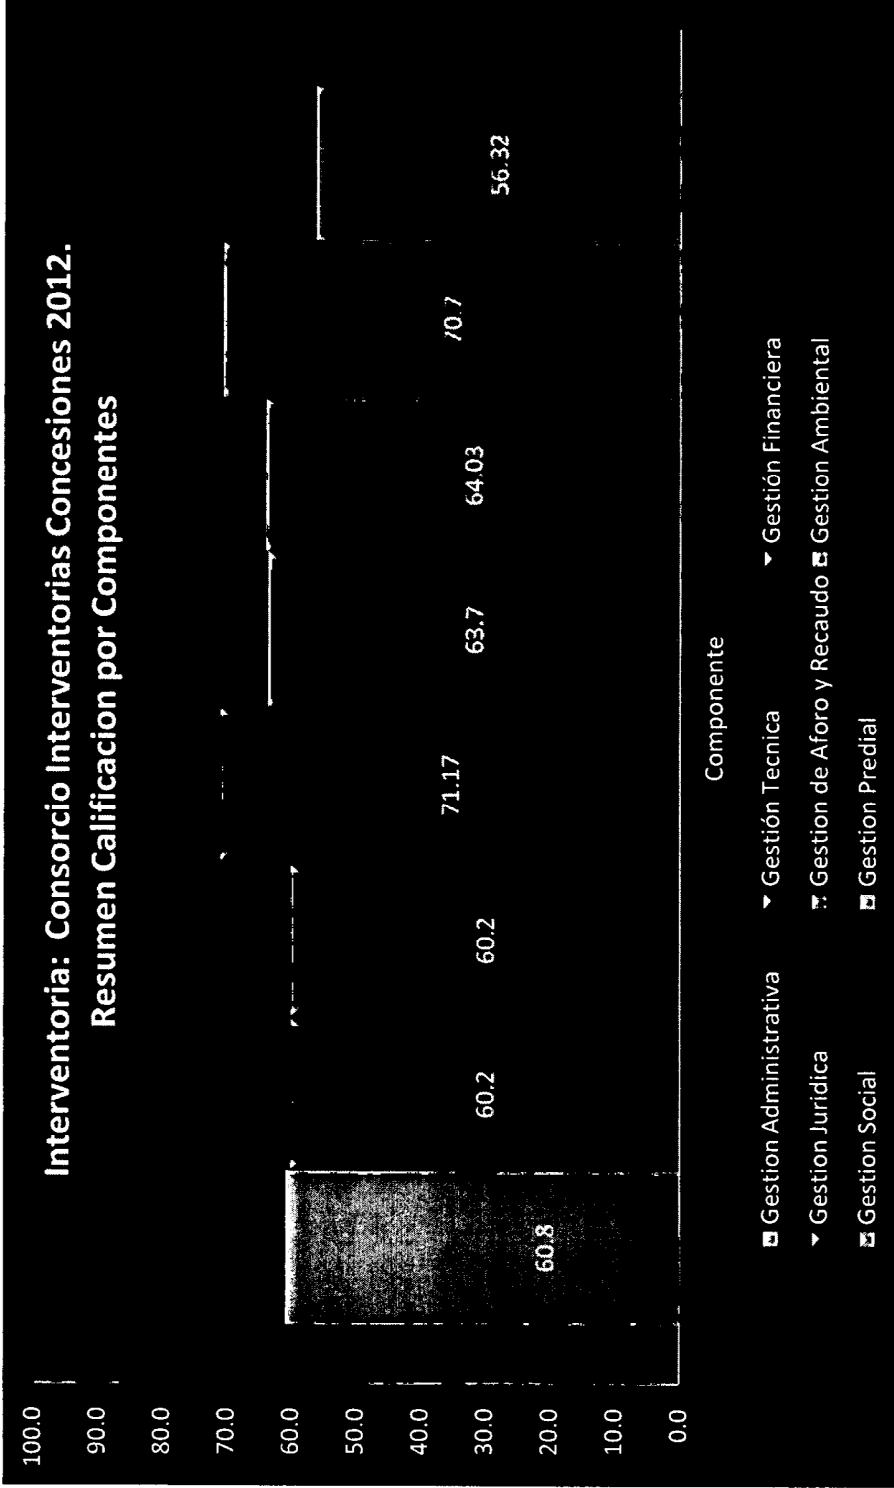 Interventoria: Consorcio Interventorias Concesiones 2012.
Resumen Calificacion por Componentes
100.0
90.0
80.0
70.0
60.0
50.0
40.0
30.0
20.0
10.0
0.0
60.8
60.2
60.2
71.17
63.7
64.03
70.7
56.32
Componente
Gestion Administrativa
Gestión Tecnica
Gestión Financiera
Gestion Juridica
Gestion de Aforo y Recaudo
Gestion Ambiental
Gestion Social
Gestion Predial